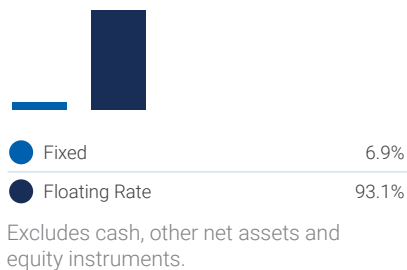 Fixed 6.9%
Floating Rate 93.1%
Excludes cash, other net assets and
equity instruments.